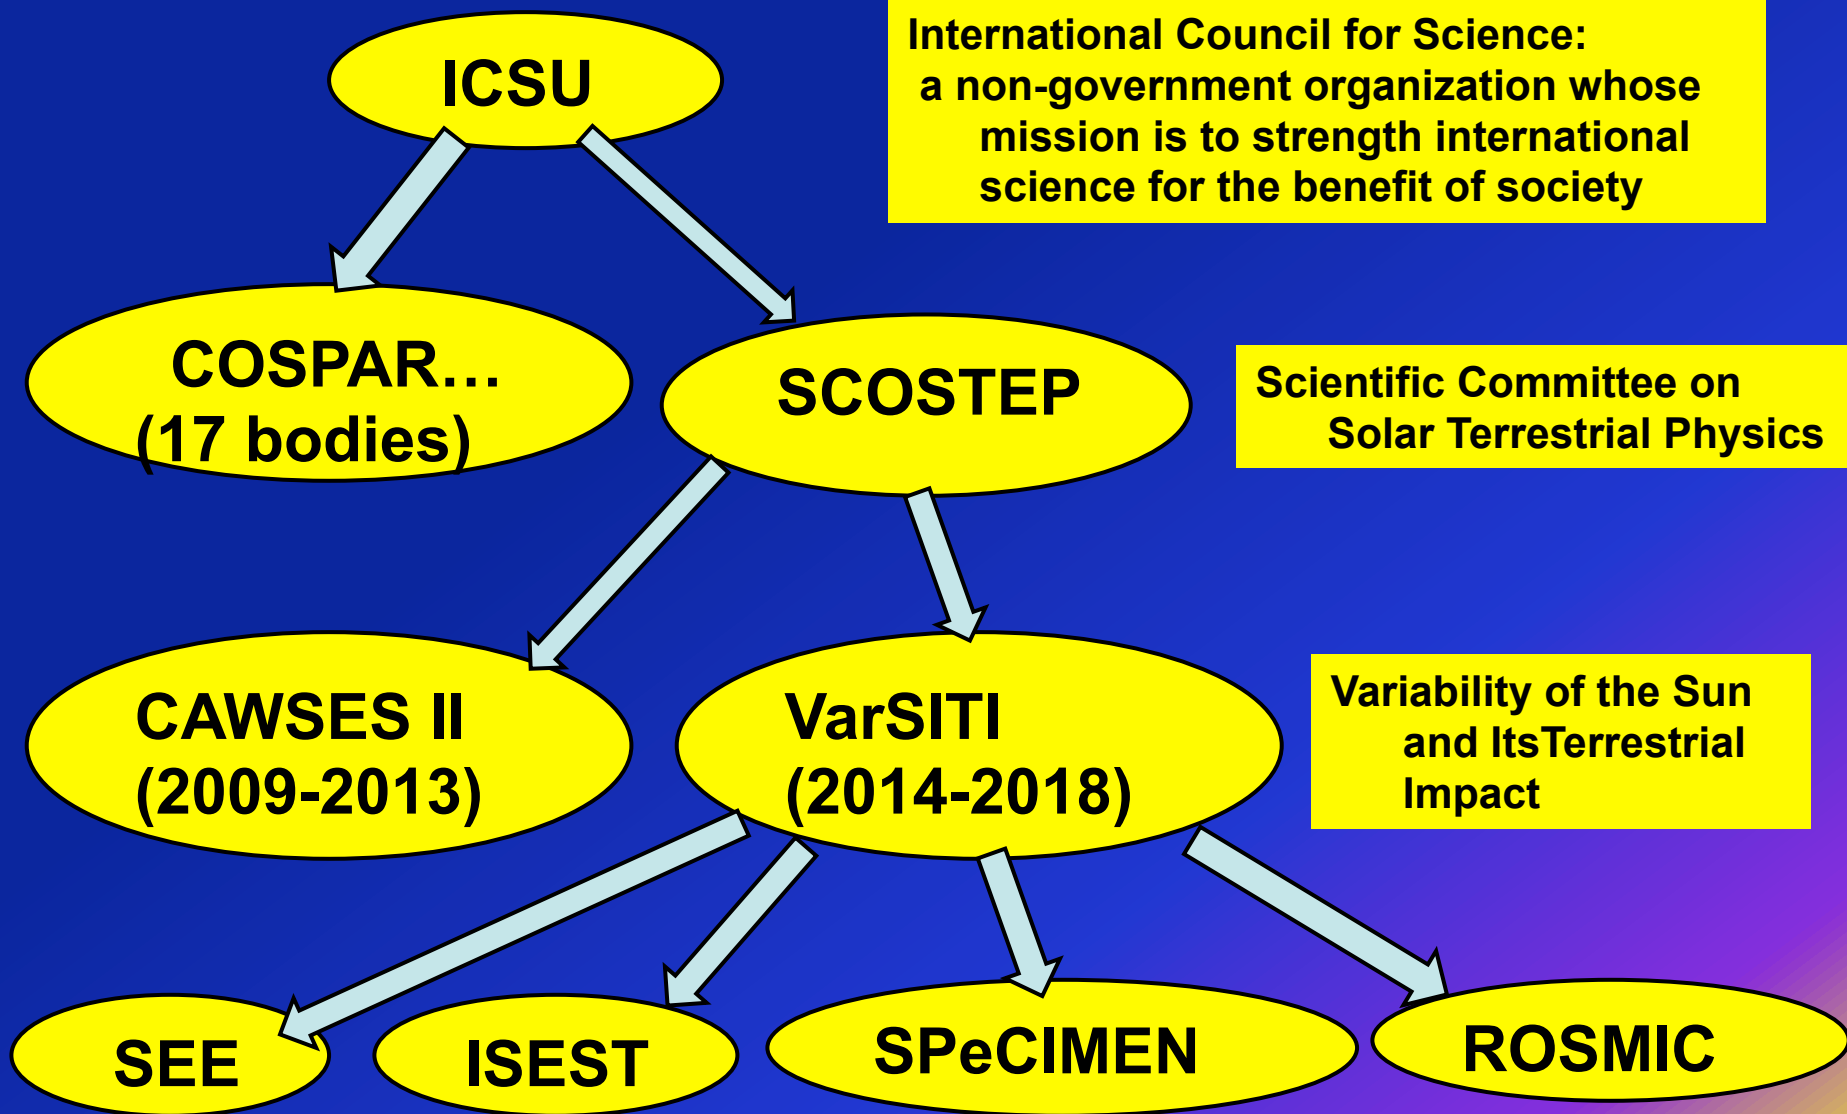 ICSU
International Council for Science:
a non-government organization whose
mission is to strength international
science for the benefit of society
COSPAR…
(17 bodies)
SCOSTEP
Scientific Committee on
Solar Terrestrial Physics
CAWSES II
(2009-2013)
VarSITI
(2014-2018)
Variability of the Sun
and ItsTerrestrial
Impact
SEE
ISEST
SPeCIMEN
ROSMIC